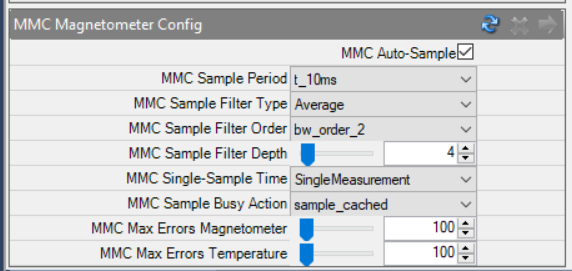 MMC Magnetometer Config
MMC Auto-Sample
MMC Sample Period t_10ms
MMC Sample Filter Type Average
MMC Sample Filter Order bw_order_2
MMC Sample Filter Depth 4
MMC Single-Sample Time SingleMeasurement
MMC Sample Busy Action sample_cached
MMC Max Errors Magnetometer 100
MMC Max Errors Temperature 100